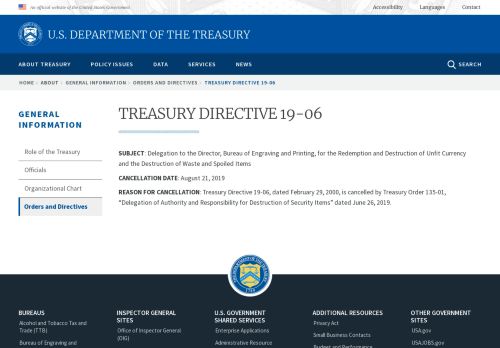 An official website of the United States Government
Accessibility Languages Contact
U.S. DEPARTMENT OF THE TREASURY
ABOUT TREASURY POLICY ISSUES DATA SERVICES NEWS SEARCH
HOME › ABOUT › GENERAL INFORMATION › ORDERS AND DIRECTIVES › TREASURY DIRECTIVE 19-06
GENERAL
INFORMATION
Role of the Treasury
Officials
Organizational Chart
Orders and Directives
TREASURY DIRECTIVE 19-06
SUBJECT: Delegation to the Director, Bureau of Engraving and Printing, for the Redemption and Destruction of Unfit Currency
and the Destruction of Waste and Spoiled Items
CANCELLATION DATE: August 21, 2019
REASON FOR CANCELLATION: Treasury Directive 19-06, dated February 29, 2000, is cancelled by Treasury Order 135-01,
“Delegation of Authority and Responsibility for Destruction of Security Items” dated June 26, 2019.
BUREAUS
Alcohol and Tobacco Tax and
Trade (TTB)
Bureau of Engraving and
INSPECTOR GENERAL
SITES
Office of Inspector General
(OIG)
U.S. GOVERNMENT
SHARED SERVICES
Enterprise Applications
Administrative Resource
ADDITIONAL RESOURCES
Privacy Act
Small Business Contacts
Budget and Performance
OTHER GOVERNMENT
SITES
USA.gov
USAJOBS.gov